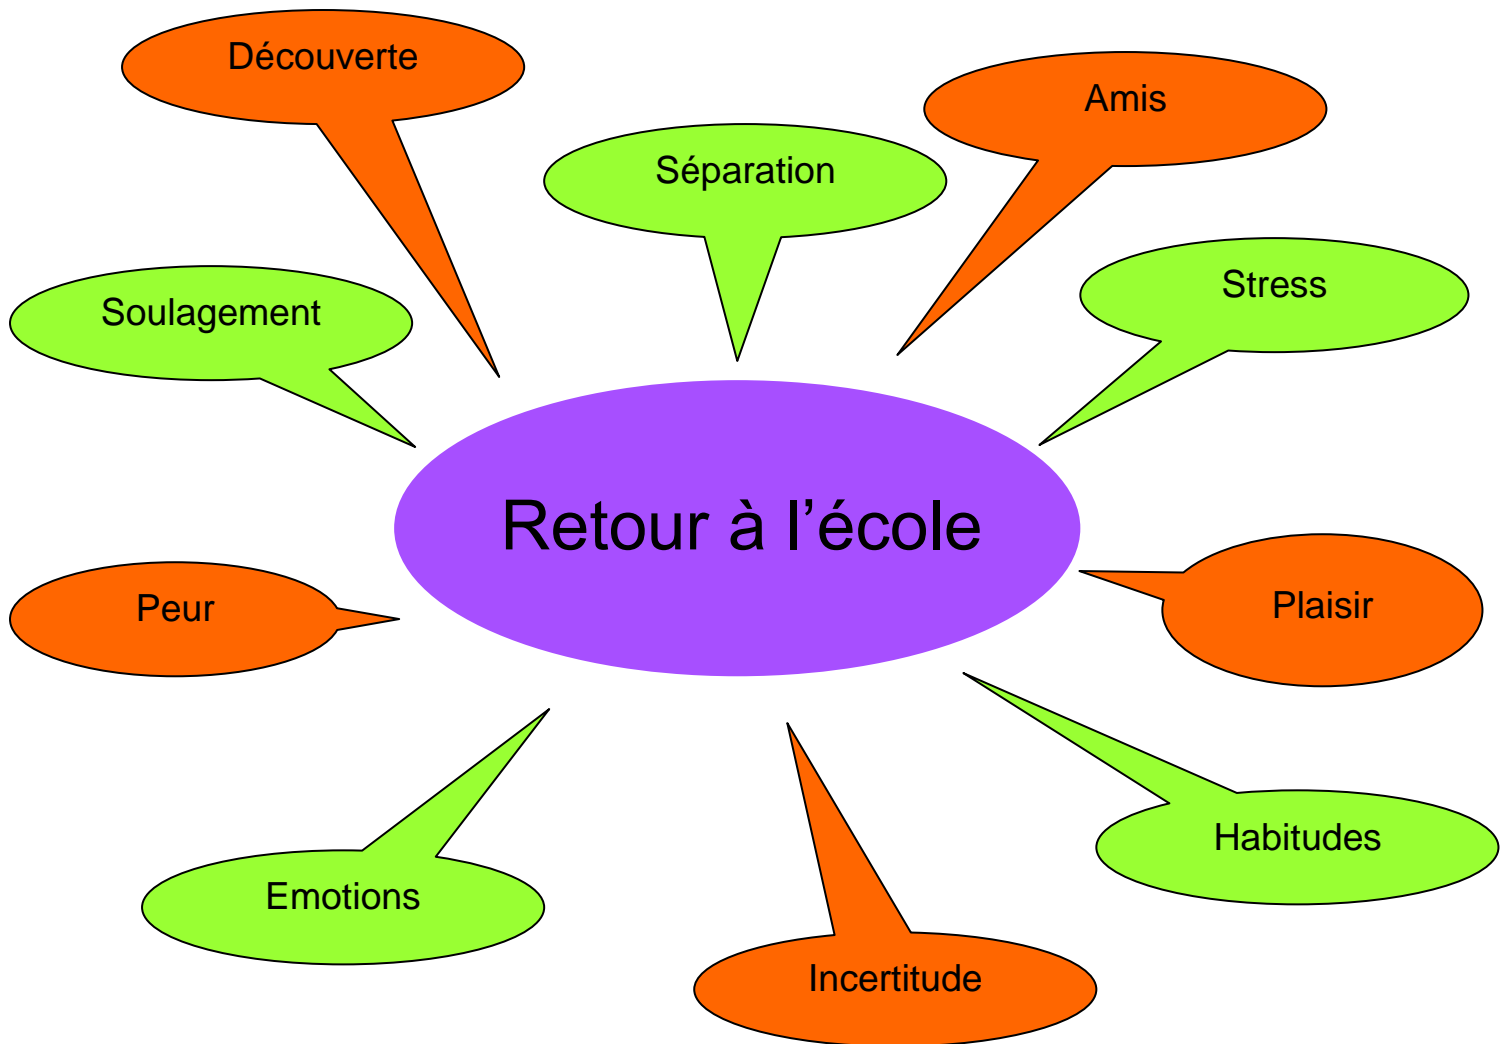 Découverte
Amis
Séparation
Stress
Soulagement
Retour à l’école
Peur
Plaisir
Habitudes
Emotions
Incertitude